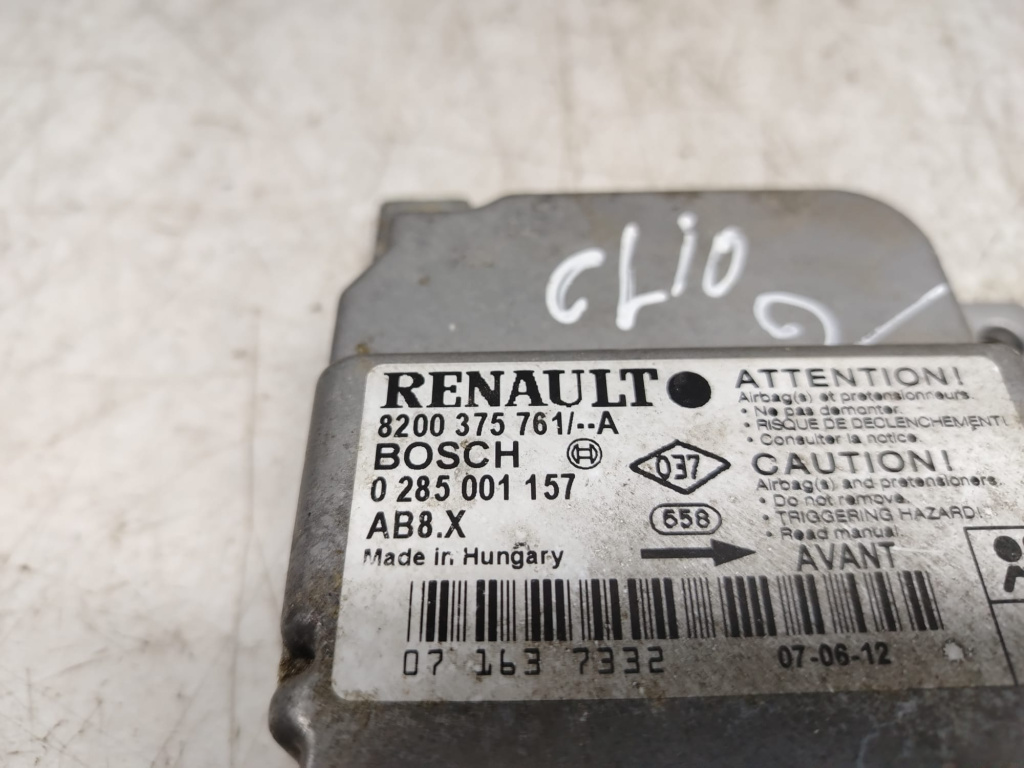 CLIO
RENAULT
8200 375 761/--A
BOSCH
0 285 001 157
AB8.X
Made in Hungary
037
658
ATTENTION!
Airbag(s) et pretensionneurs.
• Ne pas demonter.
• RISQUE DE DECLENCHEMENT!
• Consulter la notice.
CAUTION!
Airbag(s) and pretensioners.
• Do not remove.
• TRIGGERING HAZARD!
• Read manual.
AVANT
07 163 7332
07-06-12